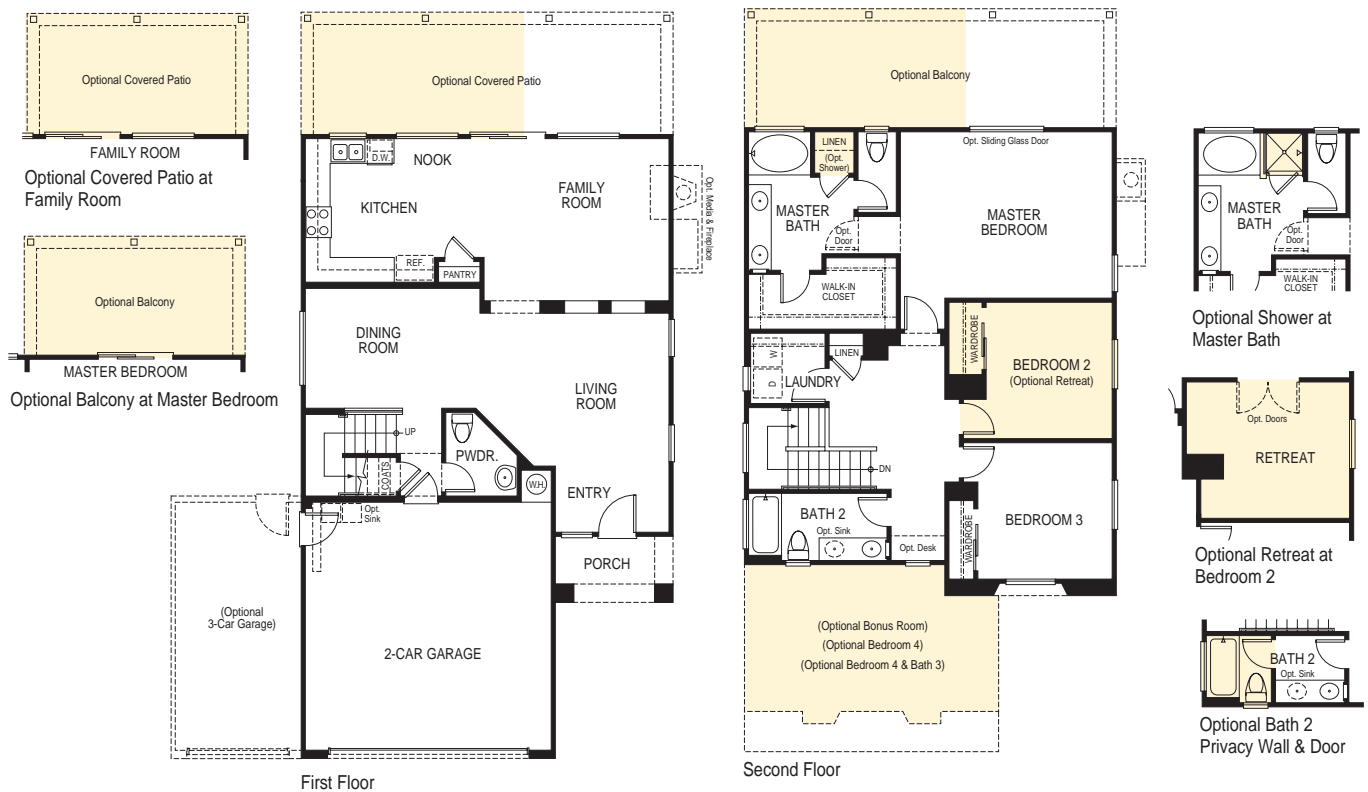 Optional Covered Patio
FAMILY ROOM
Optional Covered Patio at
Family Room
Optional Balcony
MASTER BEDROOM
Optional Balcony at Master Bedroom
Optional Covered Patio
D.W.
NOOK
KITCHEN
FAMILY
ROOM
Opt. Media & Fireplace
REF.
PANTRY
DINING
ROOM
LIVING
ROOM
UP
COATS
PWDR.
W.H.
ENTRY
Opt.
Sink
PORCH
(Optional
3-Car Garage)
2-CAR GARAGE
First Floor
Optional Balcony
LINEN
(Opt.
Shower)
Opt. Sliding Glass Door
MASTER
BATH
Opt.
Door
MASTER
BEDROOM
WALK-IN
CLOSET
WARDROBE
BEDROOM 2
(Optional Retreat)
W
D
LAUNDRY
LINEN
DN
BATH 2
Opt. Sink
Opt. Desk
WARDROBE
BEDROOM 3
(Optional Bonus Room)
(Optional Bedroom 4)
(Optional Bedroom 4 & Bath 3)
Second Floor
MASTER
BATH
Opt.
Door
WALK-IN
CLOSET
Optional Shower at
Master Bath
Opt. Doors
RETREAT
Optional Retreat at
Bedroom 2
BATH 2
Opt. Sink
Optional Bath 2
Privacy Wall & Door